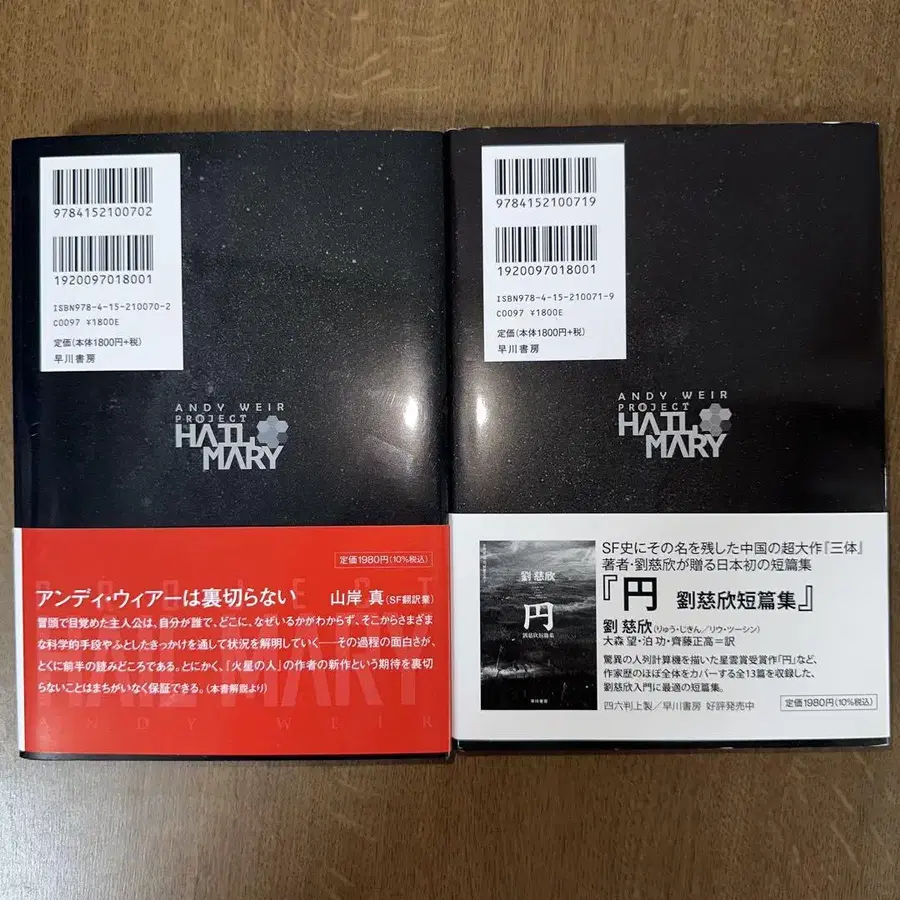 9784152100702
1920097018001
ISBN978-4-15-210070-2
C0097 ¥1800E
定価(本体1800円+税)
早川書房
ANDY WEIR
PROJECT
HAIL
MARY
定価1980円(10%税込)
PROJECT
HAIL MARY
ANDY WEIR
アンディ・ウィアーは裏切らない 山岸 真(SF翻訳業)
冒頭で目覚めた主人公は、自分が誰で、どこに、なぜいるかがわからず、そこからさまざま
な科学的手段やふとしたきっかけを通して状況を解明していく──その過程の面白さが、
とくに前半の読みどころである。とにかく、『火星の人』の作者の新作という期待を裏切
らないことはまちがいなく保証できる。(本書解説より)
9784152100719
1920097018001
ISBN978-4-15-210071-9
C0097 ¥1800E
定価(本体1800円+税)
早川書房
ANDY WEIR
PROJECT
HAIL
MARY
劉慈欣
円
劉慈欣短篇集
早川書房
SF史にその名を残した中国の超大作『三体』
著者・劉慈欣が贈る日本初の短篇集
『円 劉慈欣短篇集』
劉 慈欣(りゅう・じきん/リウ・ツーシン)
大森 望・泊 功・齊藤正高=訳
驚異の人列計算機を描いた星雲賞受賞作「円」など、
作家歴のほぼ全体をカバーする全13篇を収録した、
劉慈欣入門に最適の短篇集。
四六判上製/早川書房 好評発売中
定価1980円(10%税込)